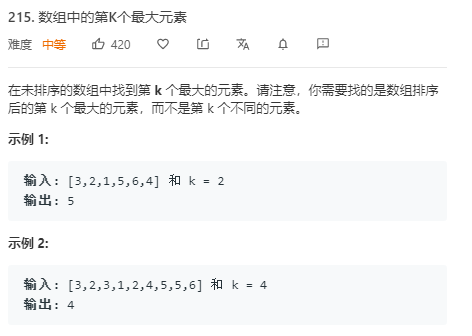 215. 数组中的第K个最大元素
难度 中等 420
在未排序的数组中找到第 k 个最大的元素。请注意，你需要找的是数组排序
后的第 k 个最大的元素，而不是第 k 个不同的元素。
示例 1:
输入: [3,2,1,5,6,4] 和 k = 2
输出: 5
示例 2:
输入: [3,2,3,1,2,4,5,5,6] 和 k = 4
输出: 4